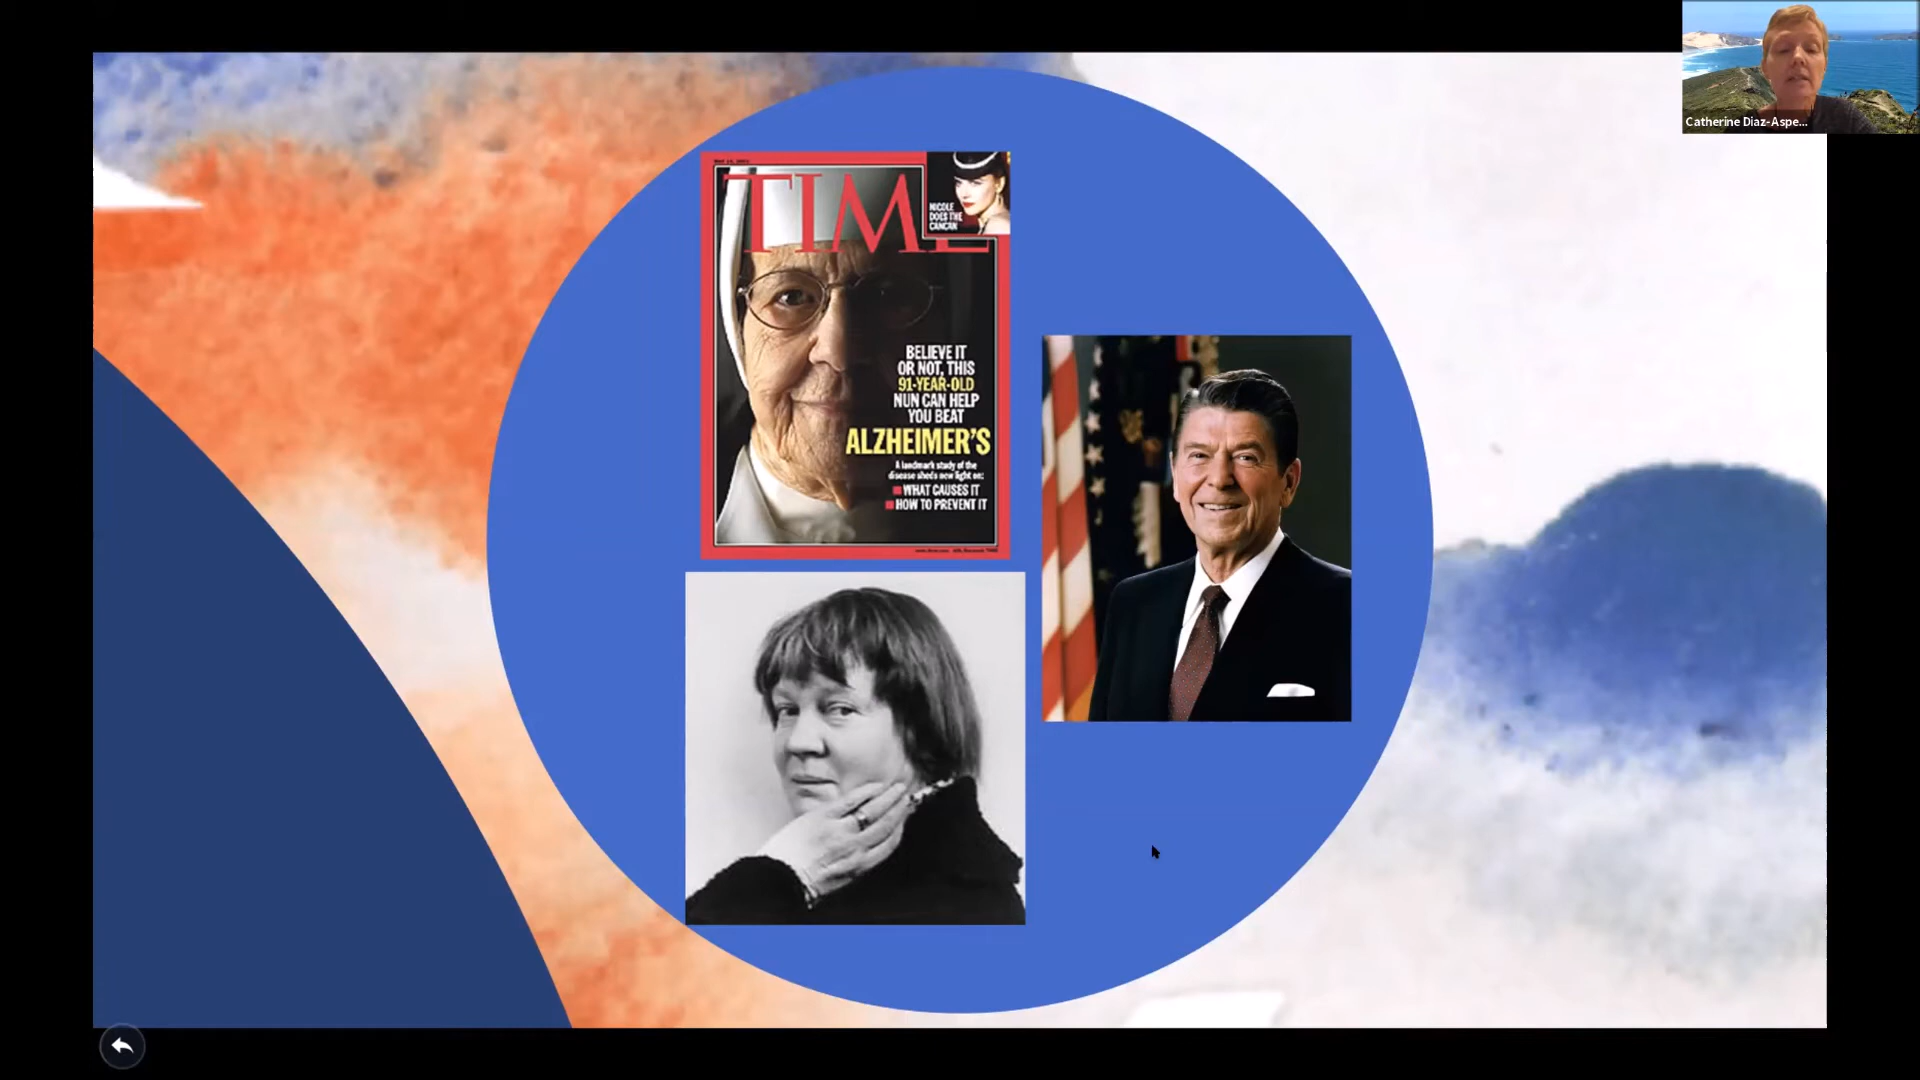 TIME
NICOLE
DOES THE
CANCAN
BELIEVE IT
OR NOT, THIS
91-YEAR-OLD
NUN CAN HELP
YOU BEAT
ALZHEIMER'S
A landmark study of the
disease sheds new light on:
WHAT CAUSES IT
HOW TO PREVENT IT
Catherine Diaz-Aspe...